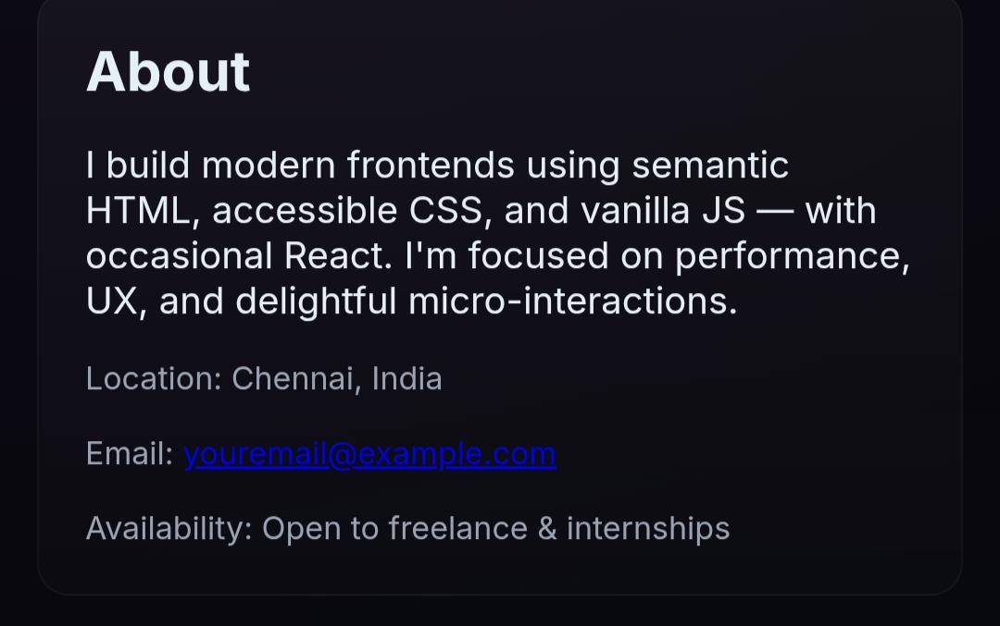 About
I build modern frontends using semantic
HTML, accessible CSS, and vanilla JS — with
occasional React. I'm focused on performance,
UX, and delightful micro-interactions.
Location: Chennai, India
Email: youremail@example.com
Availability: Open to freelance & internships